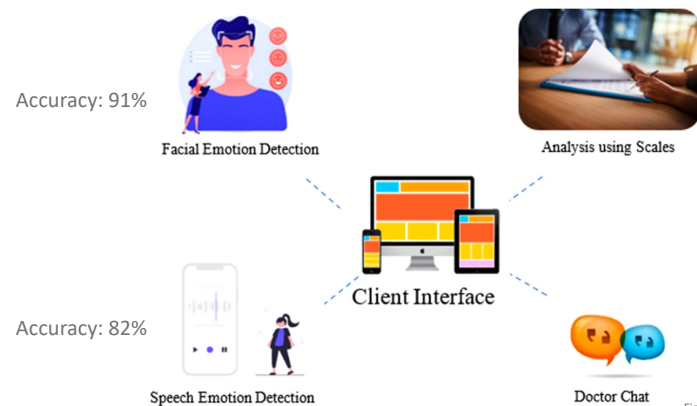 Accuracy: 91%
Facial Emotion Detection
Analysis using Scales
Client Interface
Accuracy: 82%
Speech Emotion Detection
Doctor Chat